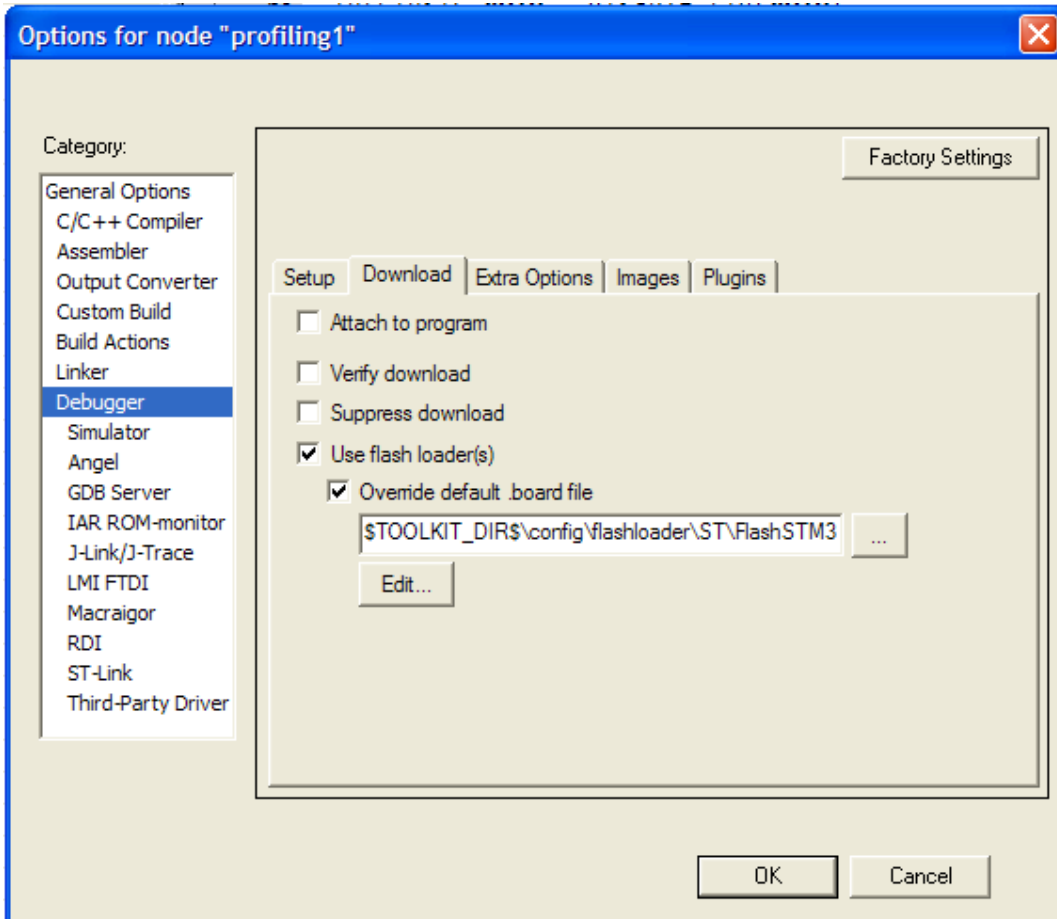 Options for node "profiling1"
Category:
Factory Settings
General Options
C/C++ Compiler
Assembler
Output Converter
Custom Build
Build Actions
Linker
Debugger
Simulator
Angel
GDB Server
IAR ROM-monitor
J-Link/J-Trace
LMI FTDI
Macraigor
RDI
ST-Link
Third-Party Driver
Setup Download Extra Options Images Plugins
Attach to program
Verify download
Suppress download
Use flash loader(s)
Override default .board file
$TOOLKIT_DIR$\config\flashloader\ST\FlashSTM3 ...
Edit...
OK Cancel